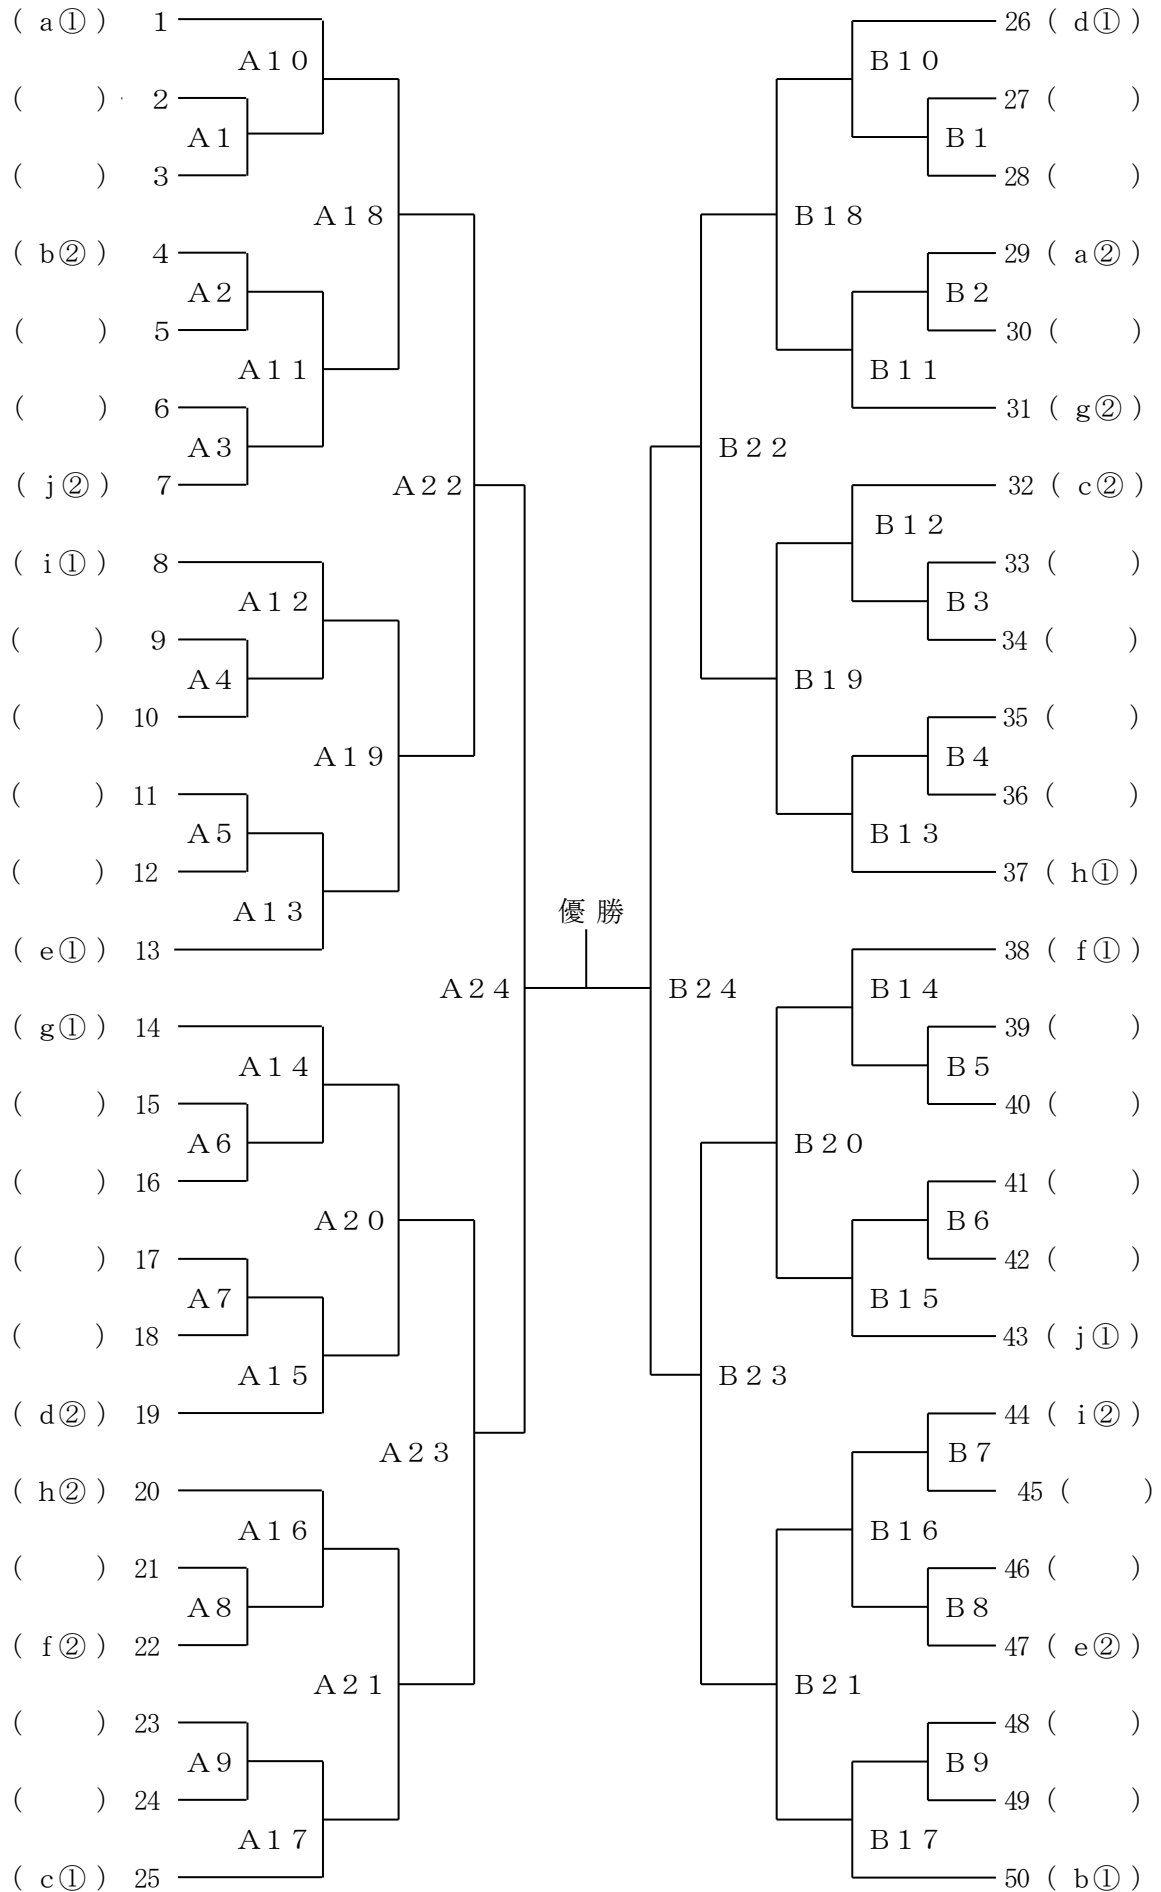 ( a① ) 1
A10
( ) 2
A1
( ) 3
A18
( b② ) 4
A2
( ) 5
A11
( ) 6
A3
( j② ) 7
A22
( i① ) 8
A12
( ) 9
A4
( ) 10
A19
( ) 11
A5
( ) 12
A13
( e① ) 13
A24
( g① ) 14
A14
( ) 15
A6
( ) 16
A20
( ) 17
A7
( ) 18
A15
( d② ) 19
A23
( h② ) 20
A16
( ) 21
A8
( f② ) 22
A21
( ) 23
A9
( ) 24
A17
( c① ) 25
優勝
26 ( d① )
B10
27 ( )
B1
28 ( )
B18
29 ( a② )
B2
30 ( )
B11
31 ( g② )
B22
32 ( c② )
B12
33 ( )
B3
34 ( )
B19
35 ( )
B4
36 ( )
B13
37 ( h① )
38 ( f① )
B24
B14
39 ( )
B5
40 ( )
B20
41 ( )
B6
42 ( )
B15
43 ( j① )
B23
44 ( i② )
B7
45 ( )
B16
46 ( )
B8
47 ( e② )
B21
48 ( )
B9
49 ( )
B17
50 ( b① )